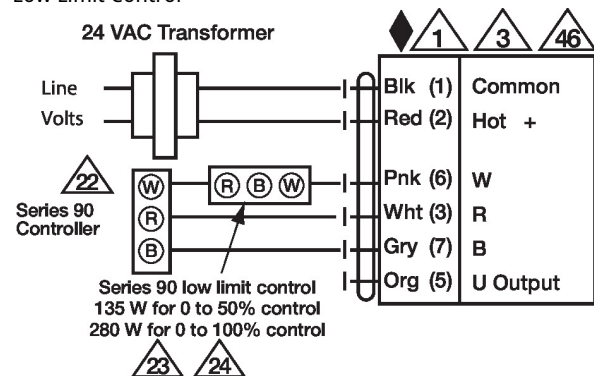 Low Limit Control
24 VAC Transformer
1 3 46
Line
Volts
Blk (1) Common
Red (2) Hot +
22
Series 90
Controller
W
R
B
R B W
Pnk (6) W
Wht (3) R
Gry (7) B
Org (5) U Output
Series 90 low limit control
135 W for 0 to 50% control
280 W for 0 to 100% control
23 24